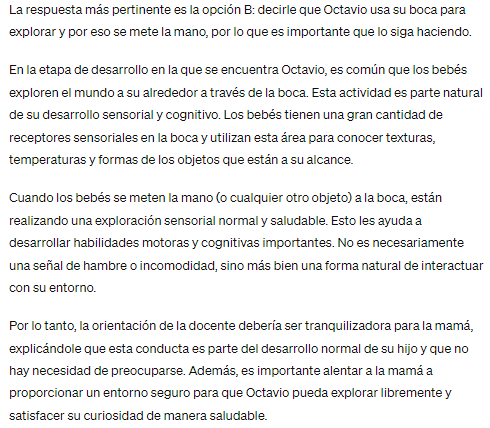 La respuesta más pertinente es la opción B: decirle que Octavio usa su boca para
explorar y por eso se mete la mano, por lo que es importante que lo siga haciendo.
En la etapa de desarrollo en la que se encuentra Octavio, es común que los bebés
exploren el mundo a su alrededor a través de la boca. Esta actividad es parte natural
de su desarrollo sensorial y cognitivo. Los bebés tienen una gran cantidad de
receptores sensoriales en la boca y utilizan esta área para conocer texturas,
temperaturas y formas de los objetos que están a su alcance.
Cuando los bebés se meten la mano (o cualquier otro objeto) a la boca, están
realizando una exploración sensorial normal y saludable. Esto les ayuda a
desarrollar habilidades motoras y cognitivas importantes. No es necesariamente
una señal de hambre o incomodidad, sino más bien una forma natural de interactuar
con su entorno.
Por lo tanto, la orientación de la docente debería ser tranquilizadora para la mamá,
explicándole que esta conducta es parte del desarrollo normal de su hijo y que no
hay necesidad de preocuparse. Además, es importante alentar a la mamá a
proporcionar un entorno seguro para que Octavio pueda explorar libremente y
satisfacer su curiosidad de manera saludable.